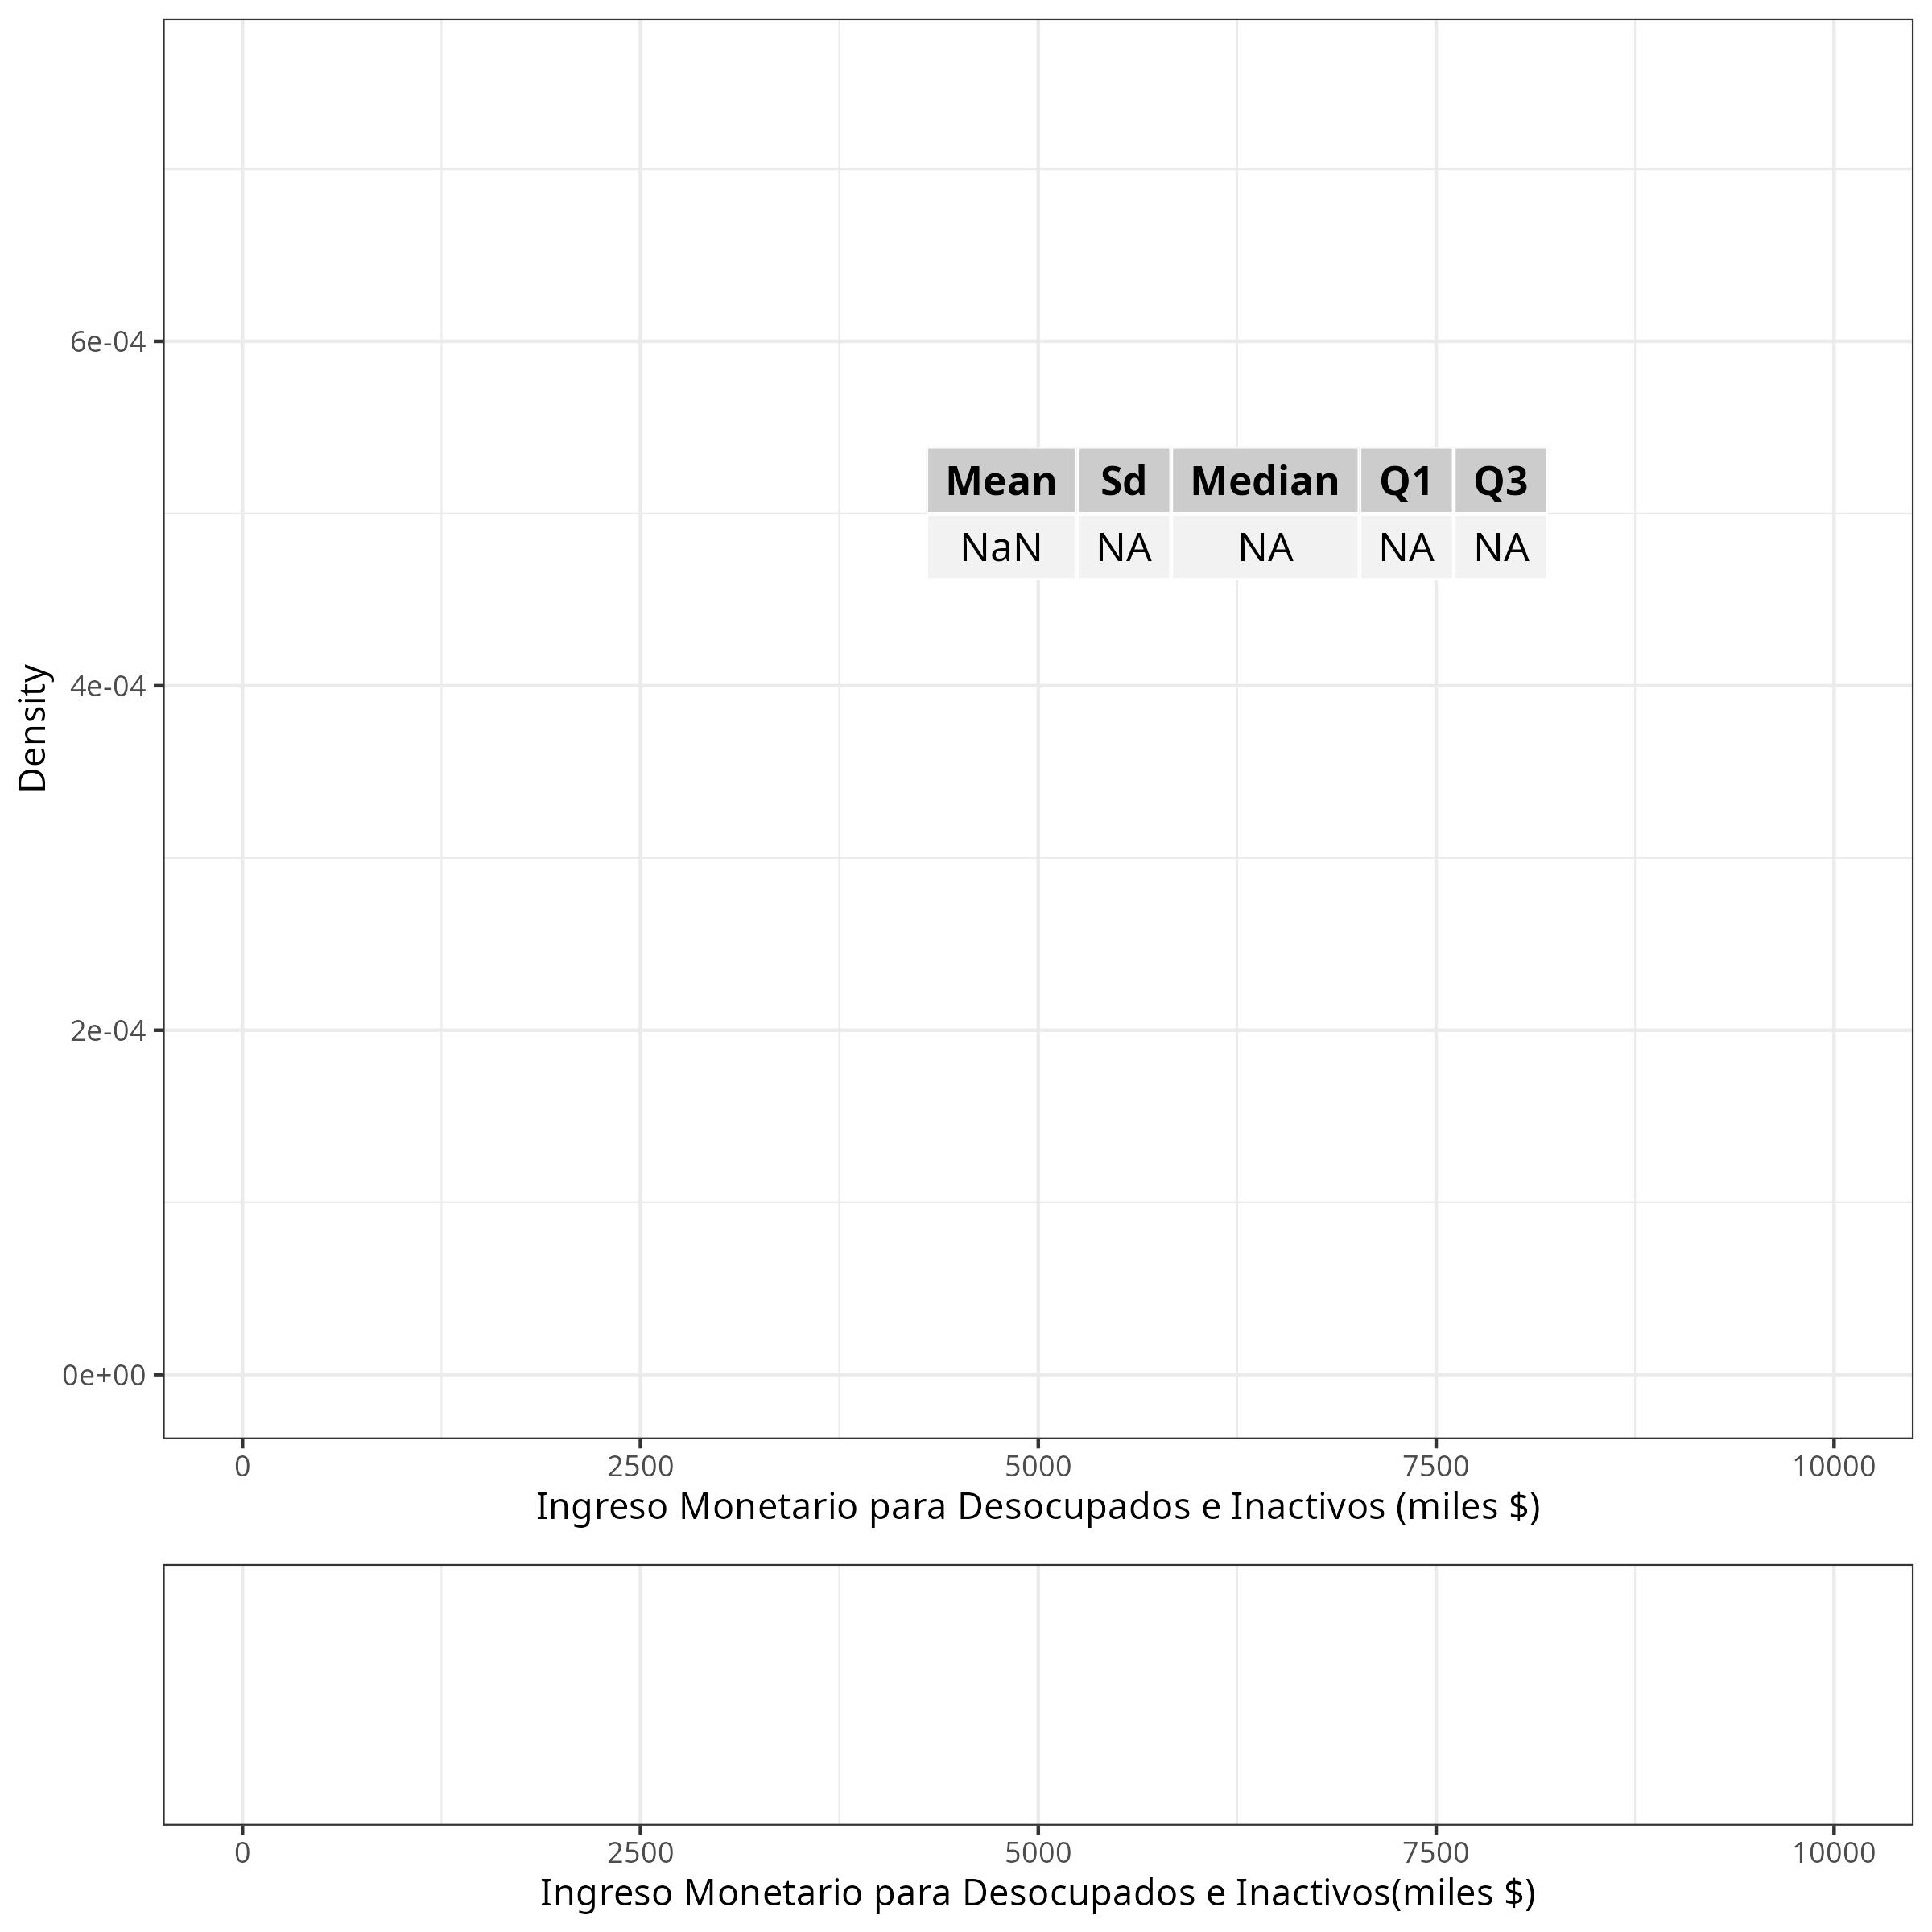 6e-04
Mean Sd Median Q1 Q3
NaN NA NA NA NA
Density
4e-04
2e-04
0e+00
0 2500 5000 7500 10000
Ingreso Monetario para Desocupados e Inactivos (miles $)
0 2500 5000 7500 10000
Ingreso Monetario para Desocupados e Inactivos(miles $)